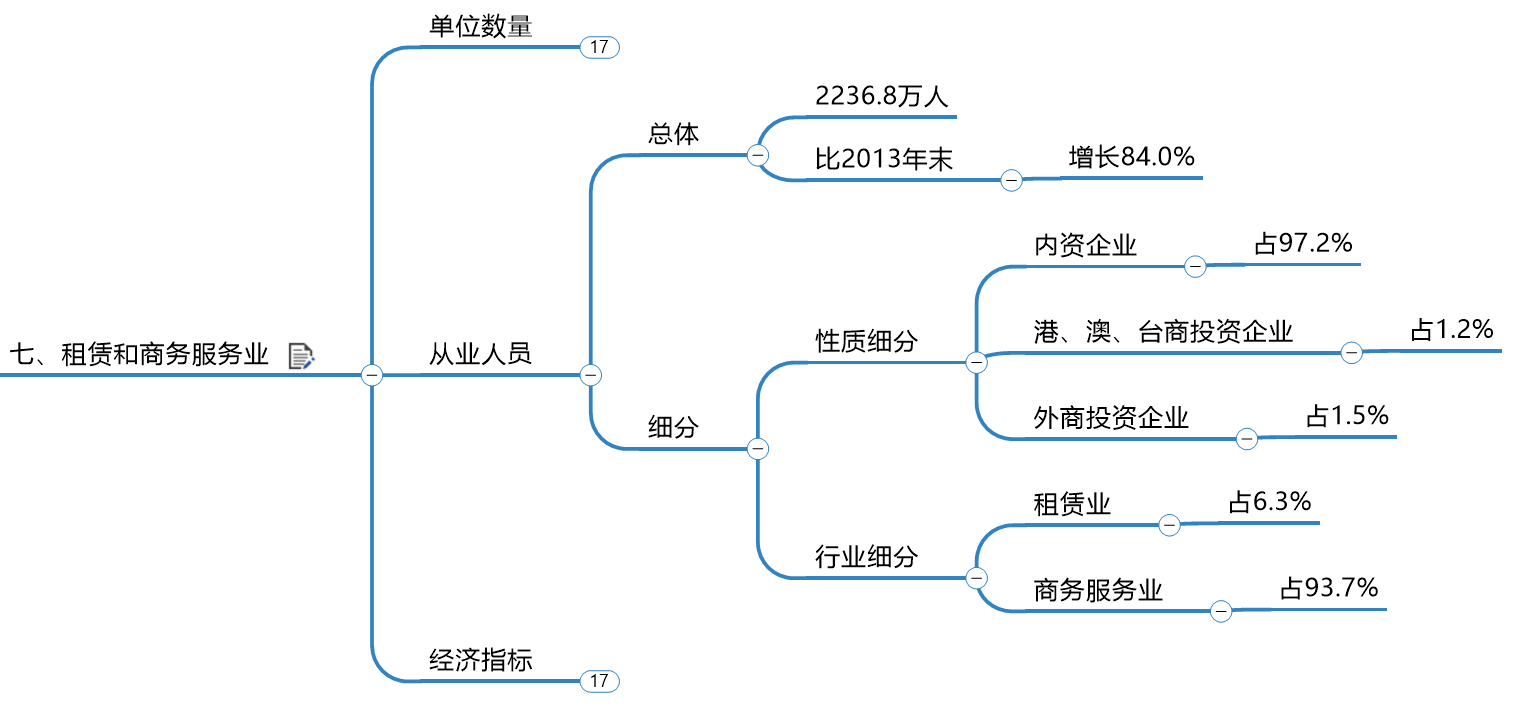 单位数量
17
2236.8万人
总体
比2013年末
增长84.0%
内资企业
占97.2%
港、澳、台商投资企业
占1.2%
性质细分
七、租赁和商务服务业
从业人员
外商投资企业
占1.5%
细分
租赁业
占6.3%
行业细分
商务服务业
占93.7%
经济指标
17